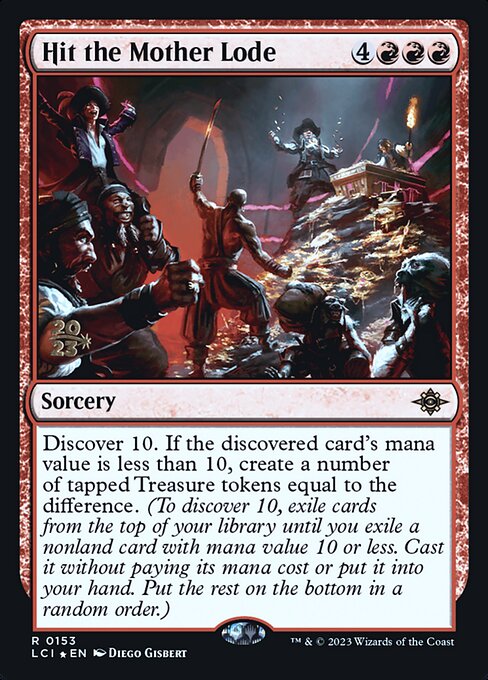 Hit the Mother Lode 4
20
23
Sorcery
Discover 10. If the discovered card's mana
value is less than 10, create a number
of tapped Treasure tokens equal to the
difference. (To discover 10, exile cards
from the top of your library until you exile a
nonland card with mana value 10 or less. Cast
it without paying its mana cost or put it into
your hand. Put the rest on the bottom in a
random order.)
R 0153
LCI ★ EN Diego Gisbert
™ & © 2023 Wizards of the Coast